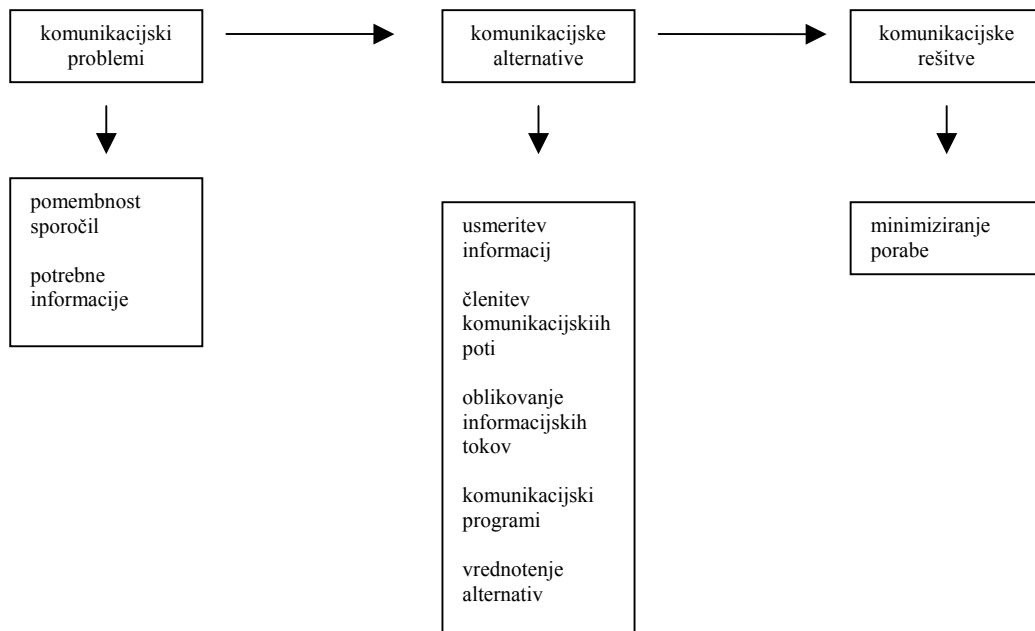 komunikacijski
problemi
komunikacijske
alternative
komunikacijske
rešitve
pomembnost
sporočil
potrebne
informacije
usmeritev
informacij
členitev
komunikacijskiih
poti
oblikovanje
informacijskih
tokov
komunikacijski
programi
vrednotenje
alternativ
minimiziranje
porabe